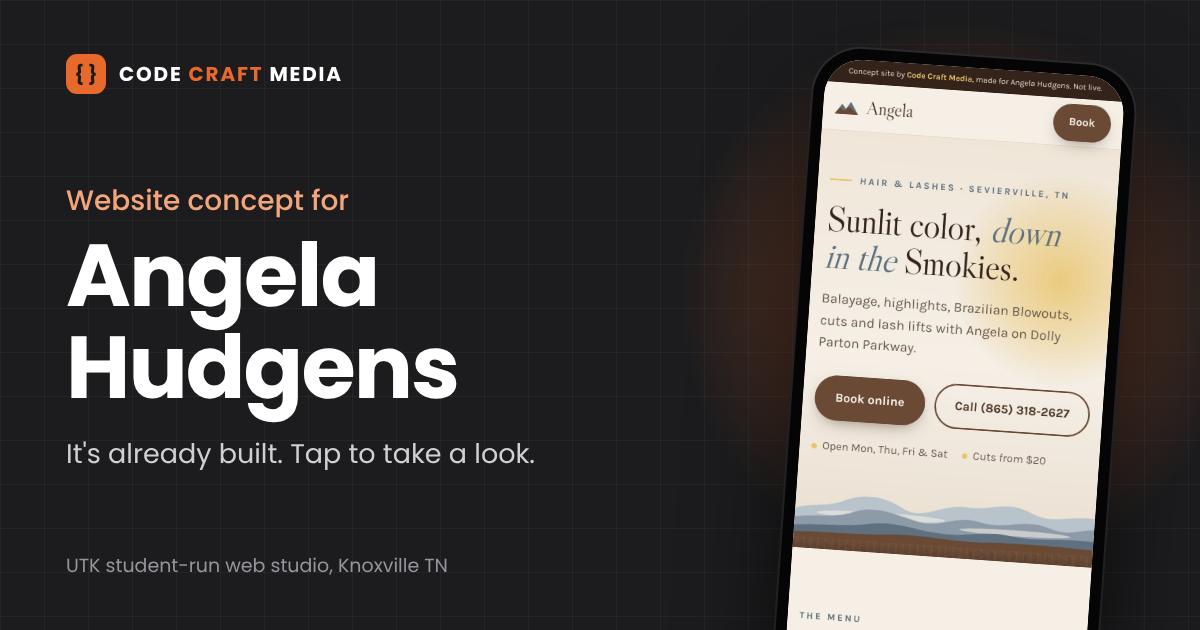 { } CODE CRAFT MEDIA
Website concept for
Angela
Hudgens
It's already built. Tap to take a look.
UTK student-run web studio, Knoxville TN
Concept site by Code Craft Media, made for Angela Hudgens. Not live.
Angela
Book
HAIR & LASHES · SEVIERVILLE, TN
Sunlit color, down
in the Smokies.
Balayage, highlights, Brazilian Blowouts,
cuts and lash lifts with Angela on Dolly
Parton Parkway.
Book online
Call (865) 318-2627
Open Mon, Thu, Fri & Sat
Cuts from $20
THE MENU